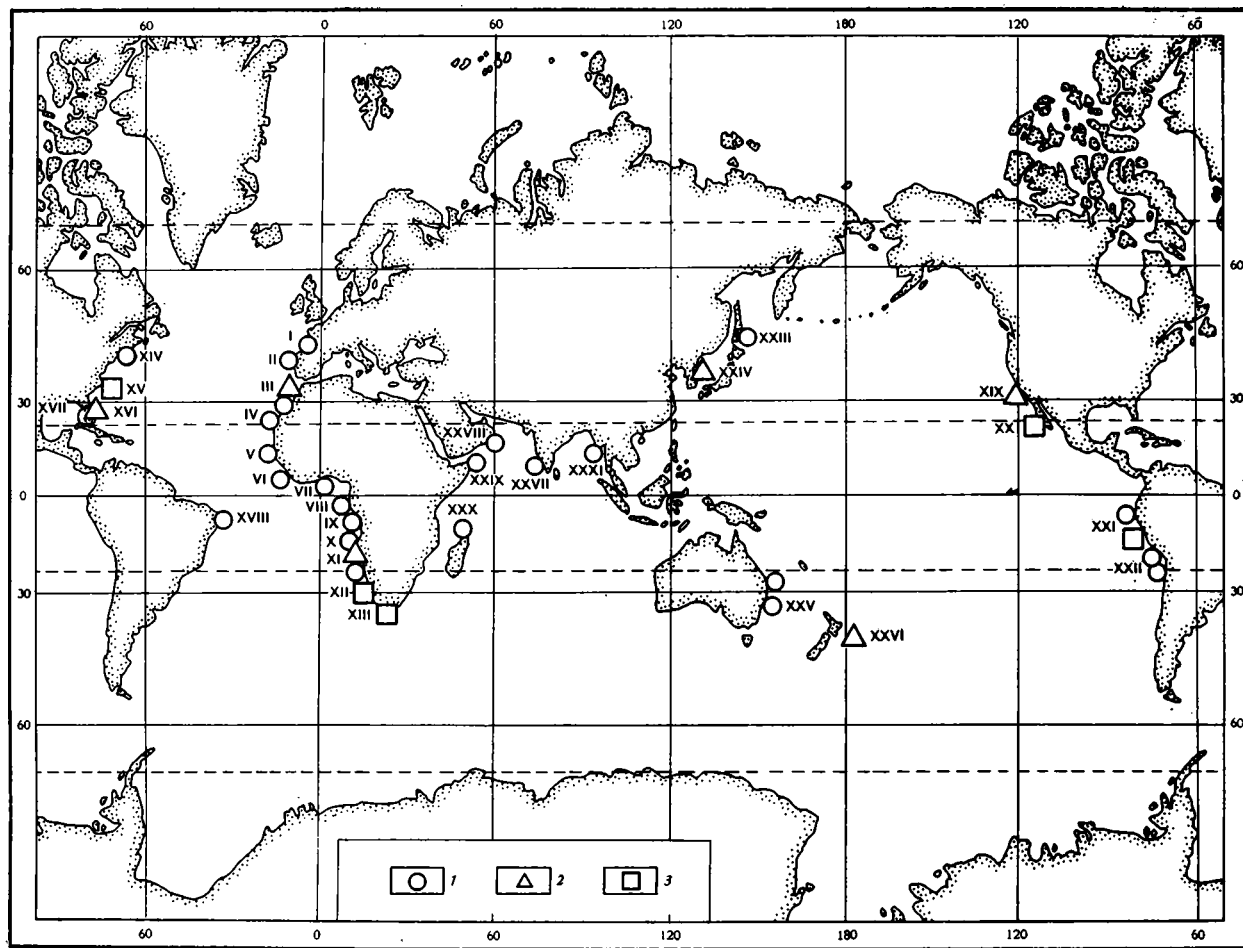 60 0 60 120 180 120 60
60 60
I XXIII
XIV II
XXIV
XV III
XIX
30 XVII XVI 30
IV XX
XXVIII
V XXXI
VI XXIX XXVII
VII
0 0
VIII
XVIII IX XXX XXI
X
XI XXII
XII
30 30
XIII XXV
XXVI
60 60
1 2 3
60 0 60 120 180 120 60